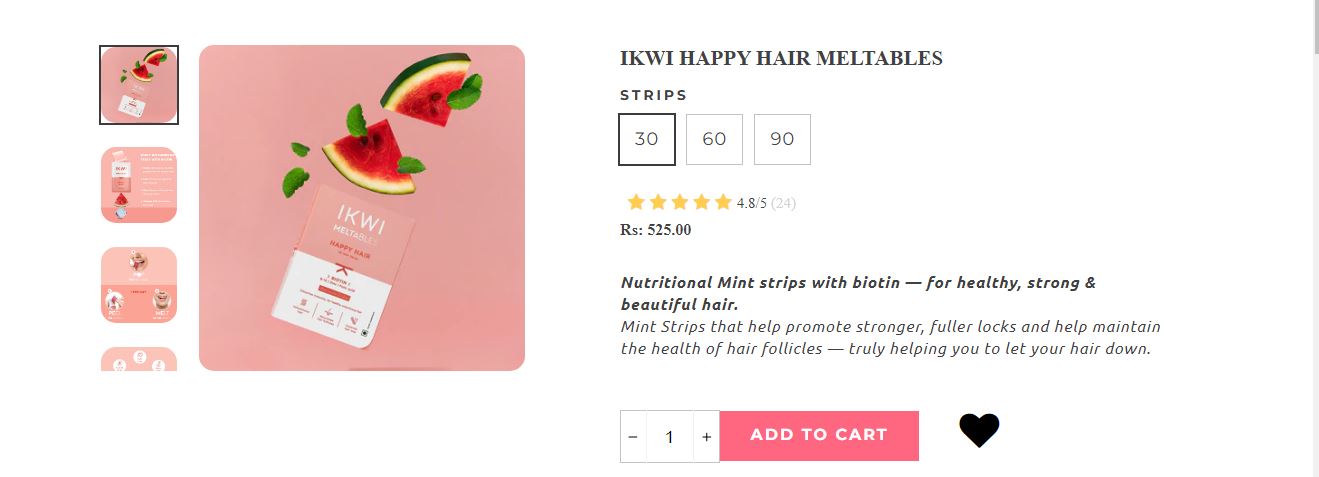 IKWI HAPPY HAIR MELTABLES
STRIPS
30 60 90
4.8/5 (24)
Rs: 525.00
Nutritional Mint strips with biotin — for healthy, strong &
beautiful hair.
Mint Strips that help promote stronger, fuller locks and help maintain
the health of hair follicles — truly helping you to let your hair down.
− 1 + ADD TO CART
IKWI
MELTABLES
HAPPY HAIR